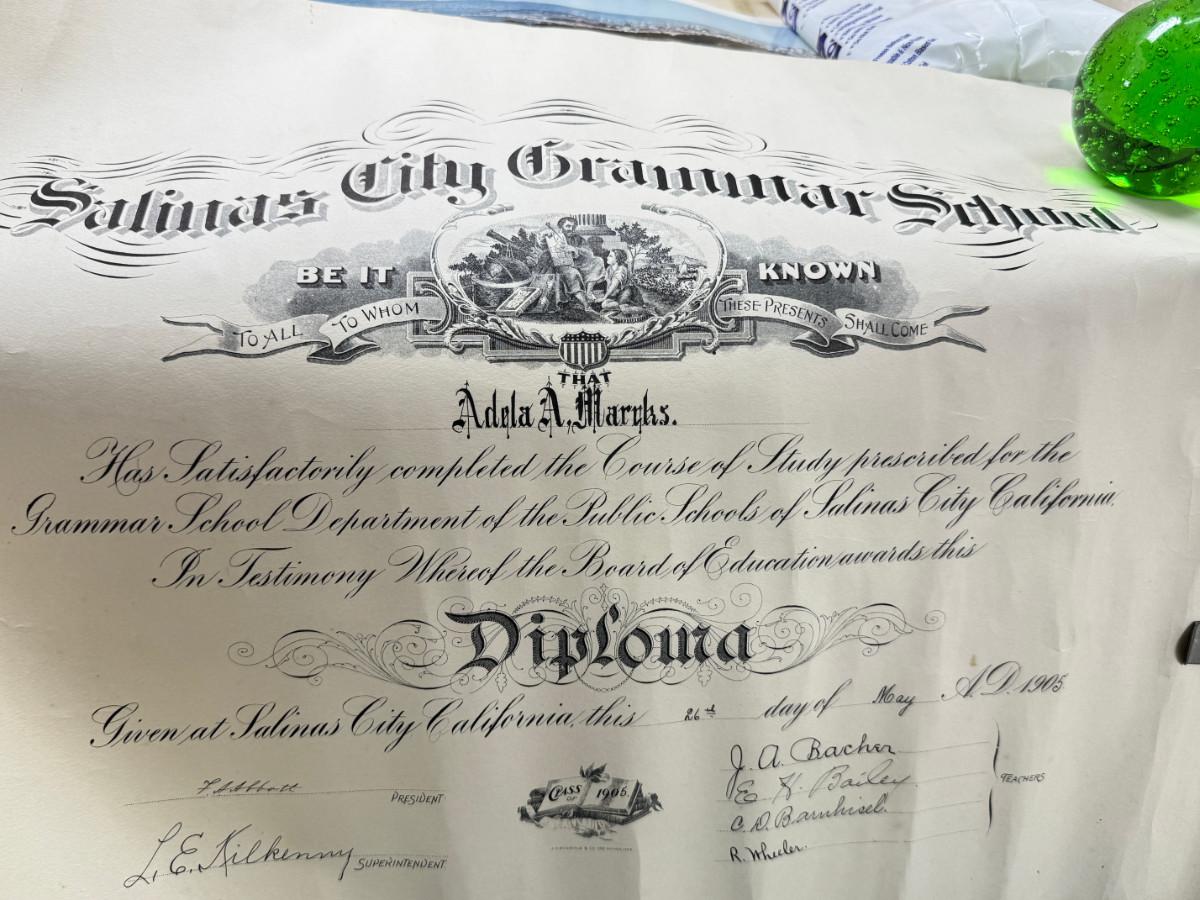 Salinas City Grammar School
BE IT KNOWN
TO ALL TO WHOM THESE PRESENTS SHALL COME
THAT
Adela A. Maryks.
Has Satisfactorily completed the Course of Study prescribed for the
Grammar School Department of the Public Schools of Salinas City California.
In Testimony Whereof the Board of Education awards this
Diploma
Given at Salinas City California, this 26th day of May A.D. 1905
F. A. Abbott PRESIDENT
L. E. Kilkenny SUPERINTENDENT
CLASS OF 1905.
J. A. Bacher
E. H. Bailey
C. D. Barnhisel.
R. Wheeler.
TEACHERS